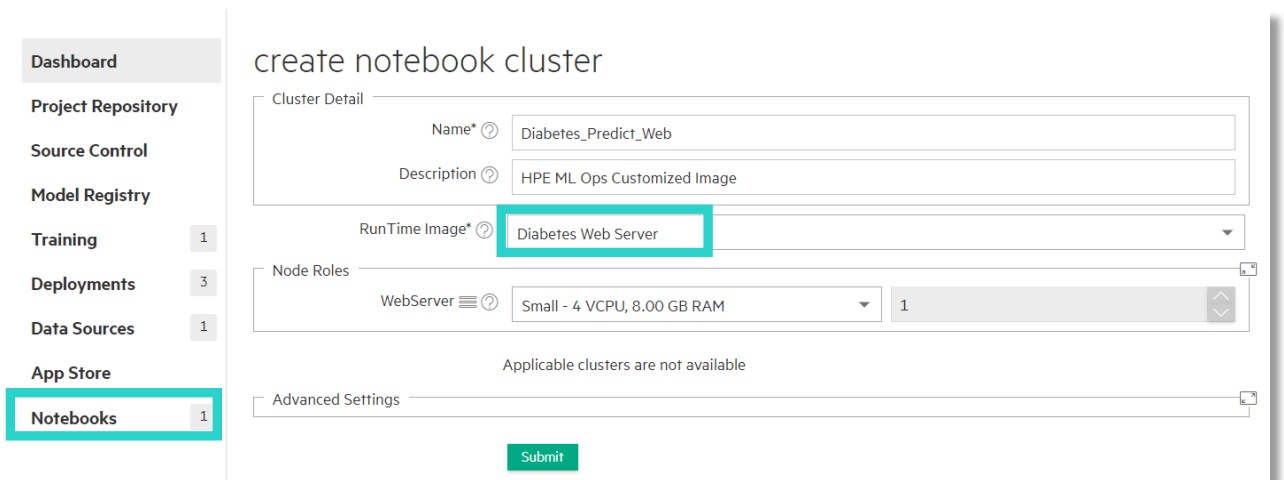 Dashboard
Project Repository
Source Control
Model Registry
Training 1
Deployments 3
Data Sources 1
App Store
Notebooks 1
create notebook cluster
Cluster Detail
Name* ? Diabetes_Predict_Web
Description ? HPE ML Ops Customized Image
RunTime Image* ? Diabetes Web Server
Node Roles
WebServer ? Small - 4 VCPU, 8.00 GB RAM 1
Applicable clusters are not available
Advanced Settings
Submit